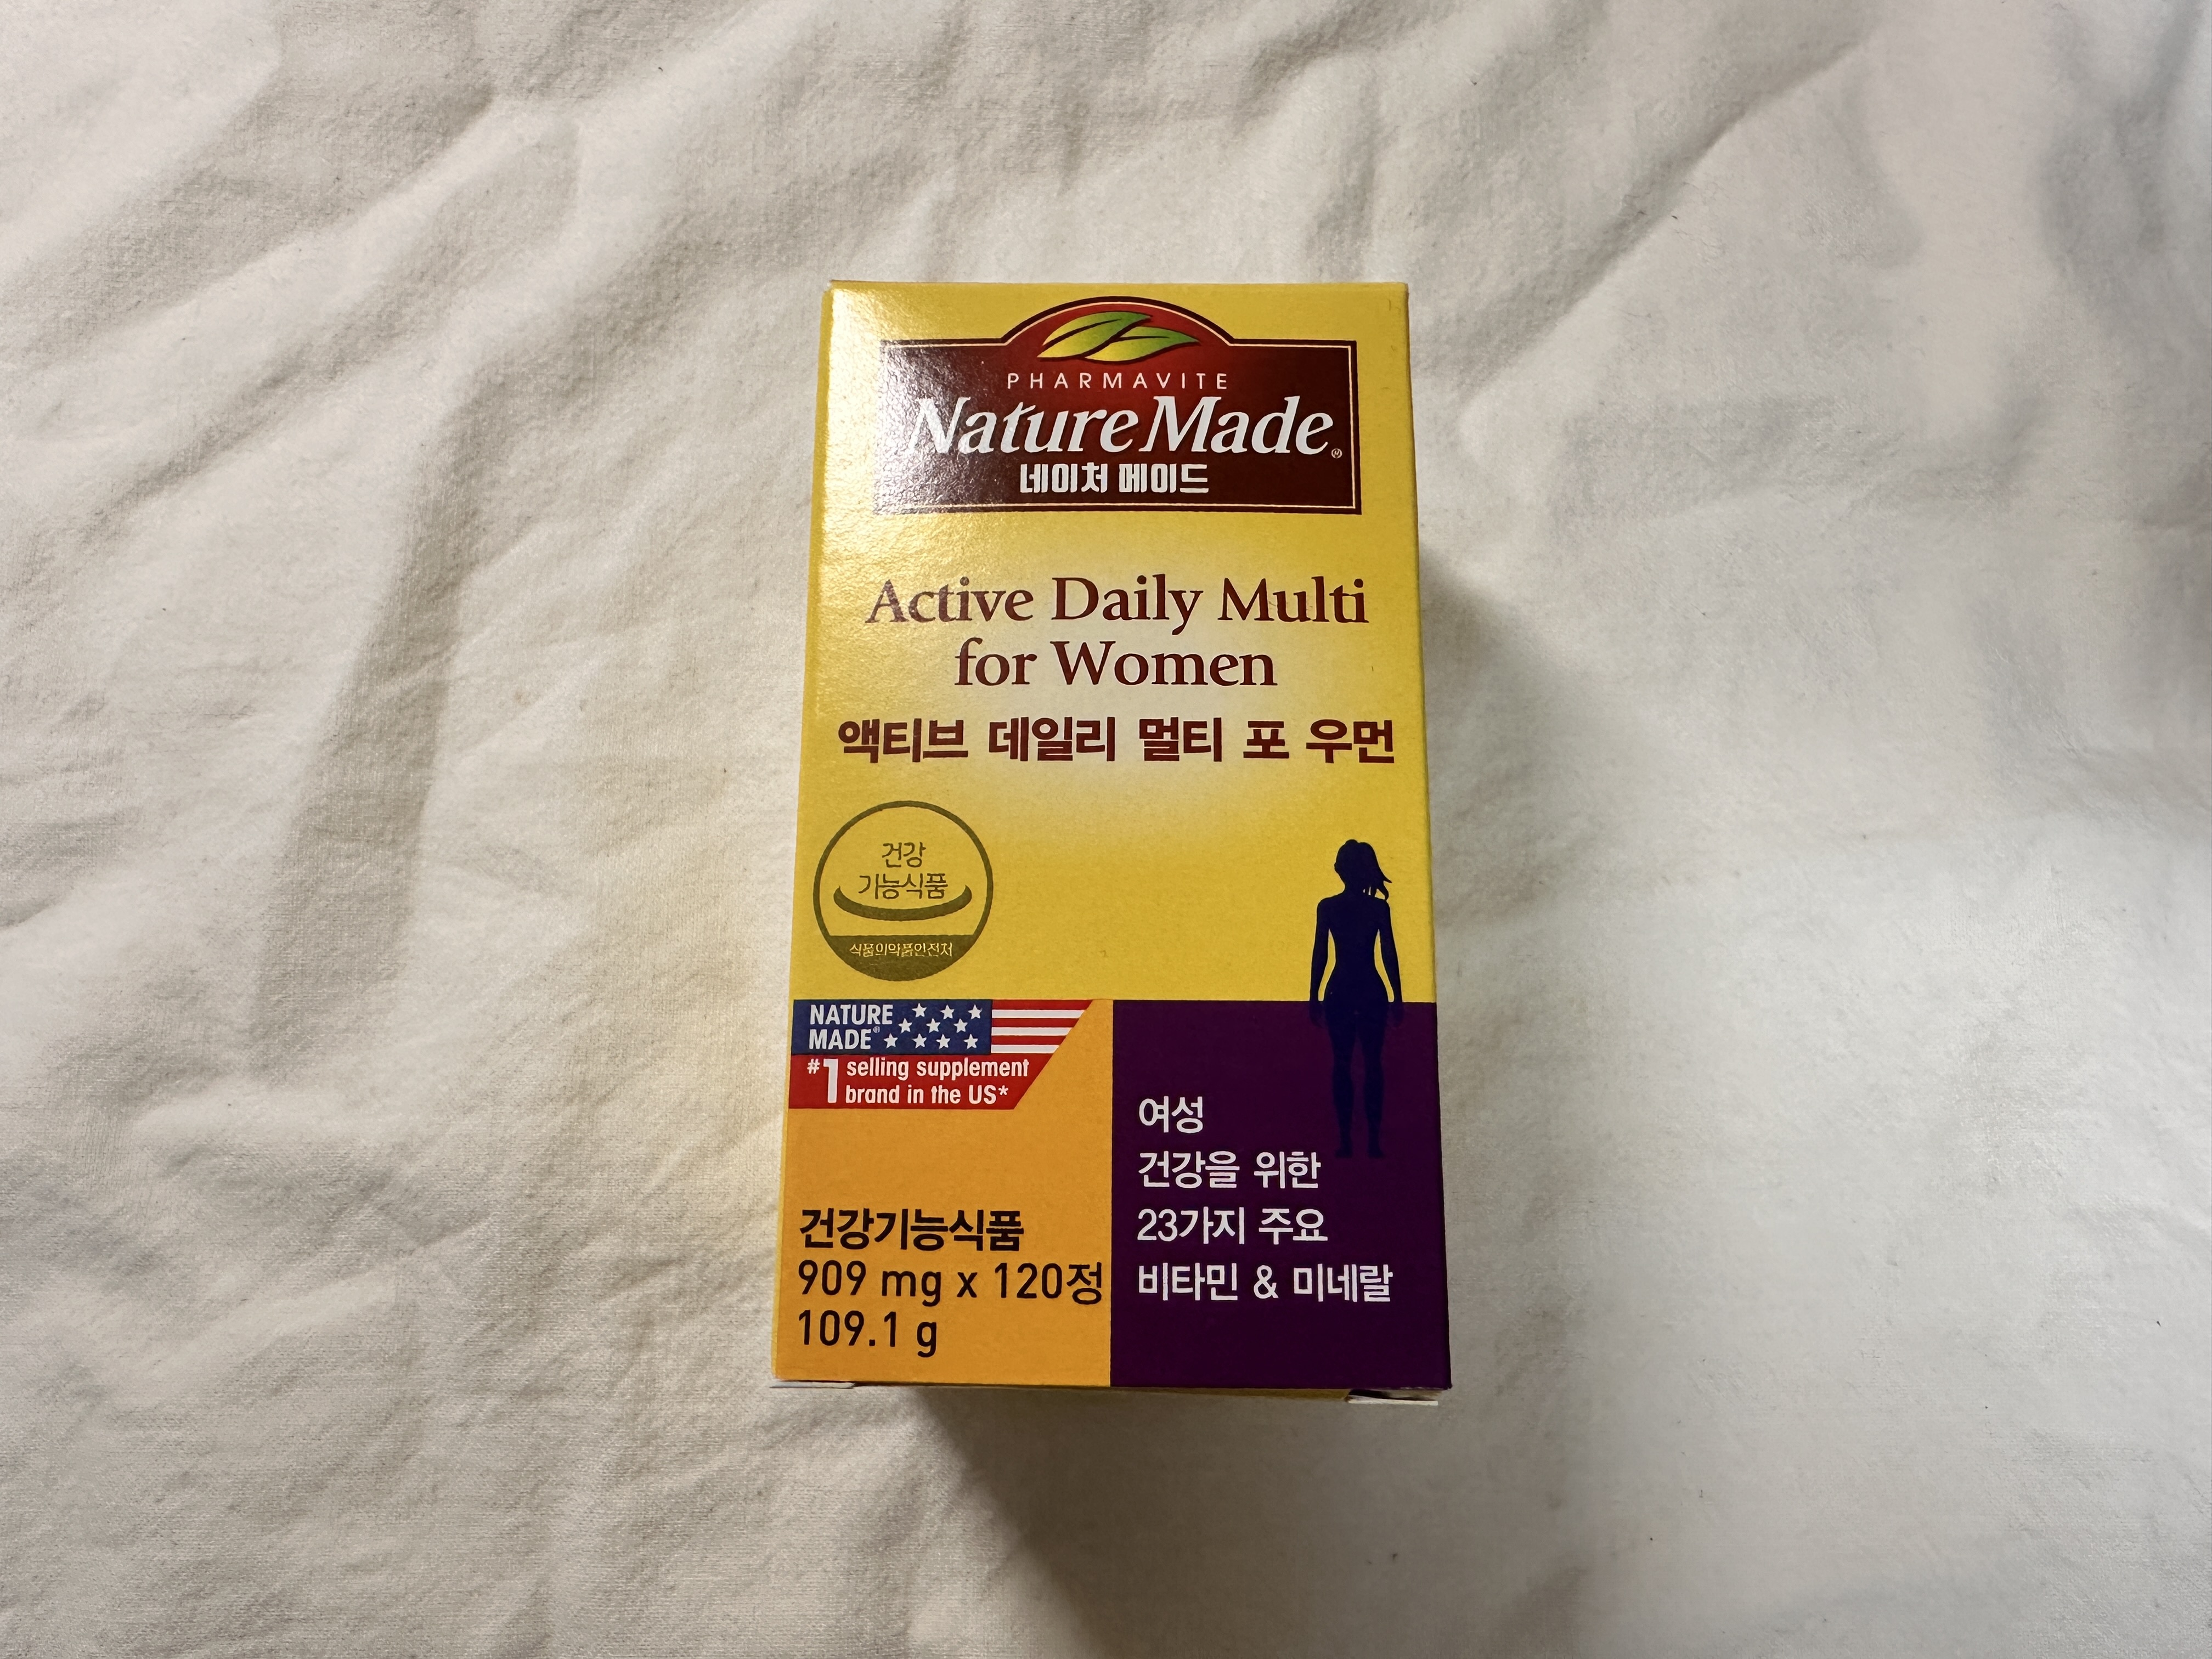 PHARMAVITE
Nature Made®
네이처 메이드
Active Daily Multi
for Women
액티브 데일리 멀티 포 우먼
건강
기능식품
식품의약품안전처
NATURE
MADE®
#1 selling supplement
brand in the US*
건강기능식품
909 mg x 120정
109.1 g
여성
건강을 위한
23가지 주요
비타민 & 미네랄